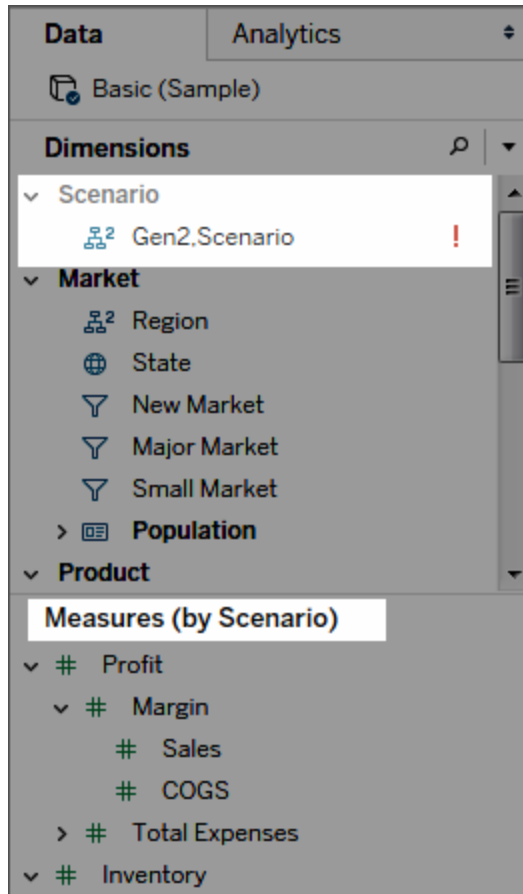 Data Analytics
Basic (Sample)
Dimensions
Scenario
Gen2,Scenario !
Market
Region
State
New Market
Major Market
Small Market
Population
Product
Measures (by Scenario)
# Profit
# Margin
# Sales
# COGS
# Total Expenses
# Inventory